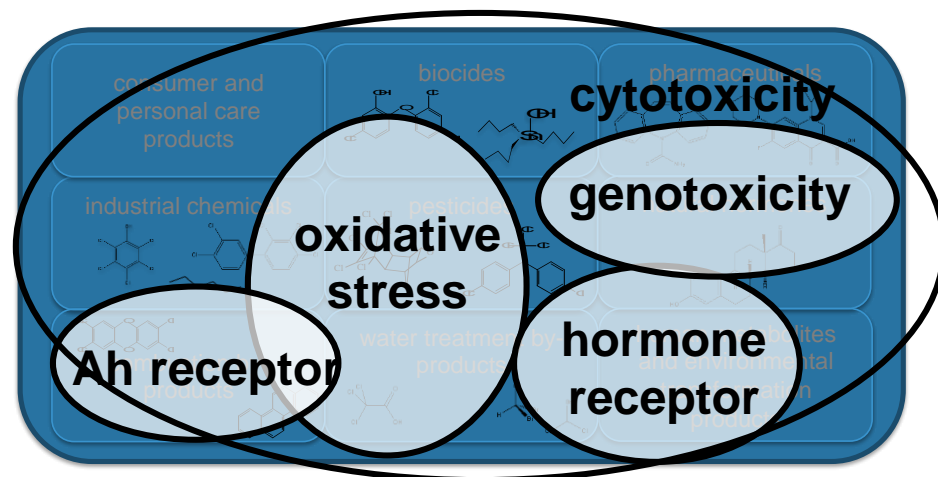 consumer and
personal care
products
biocides
pharmaceuticals
cytotoxicity
genotoxicity
industrial chemicals
pesticide
oxidative
stress
Ah receptor
products
water treatment by-
products
hormone
receptor
and environmental